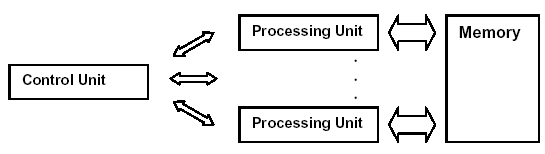 Processing Unit
Memory
Control Unit
Processing Unit